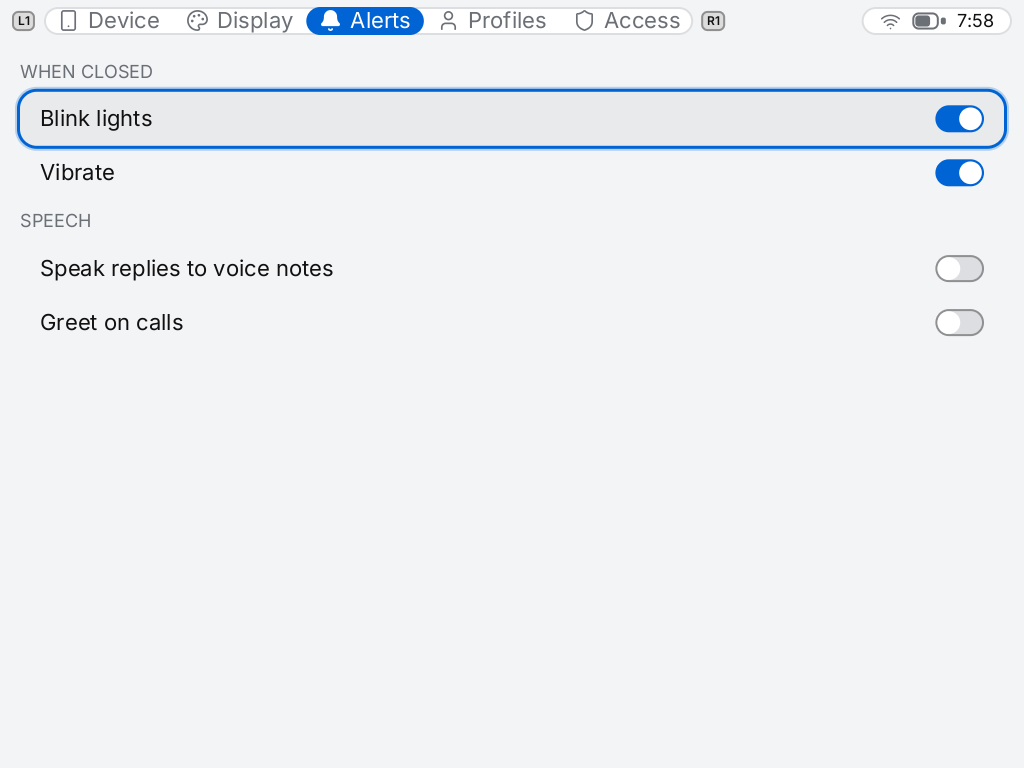 L1 Device Display Alerts Profiles Access R1 7:58
WHEN CLOSED
Blink lights
Vibrate
SPEECH
Speak replies to voice notes
Greet on calls